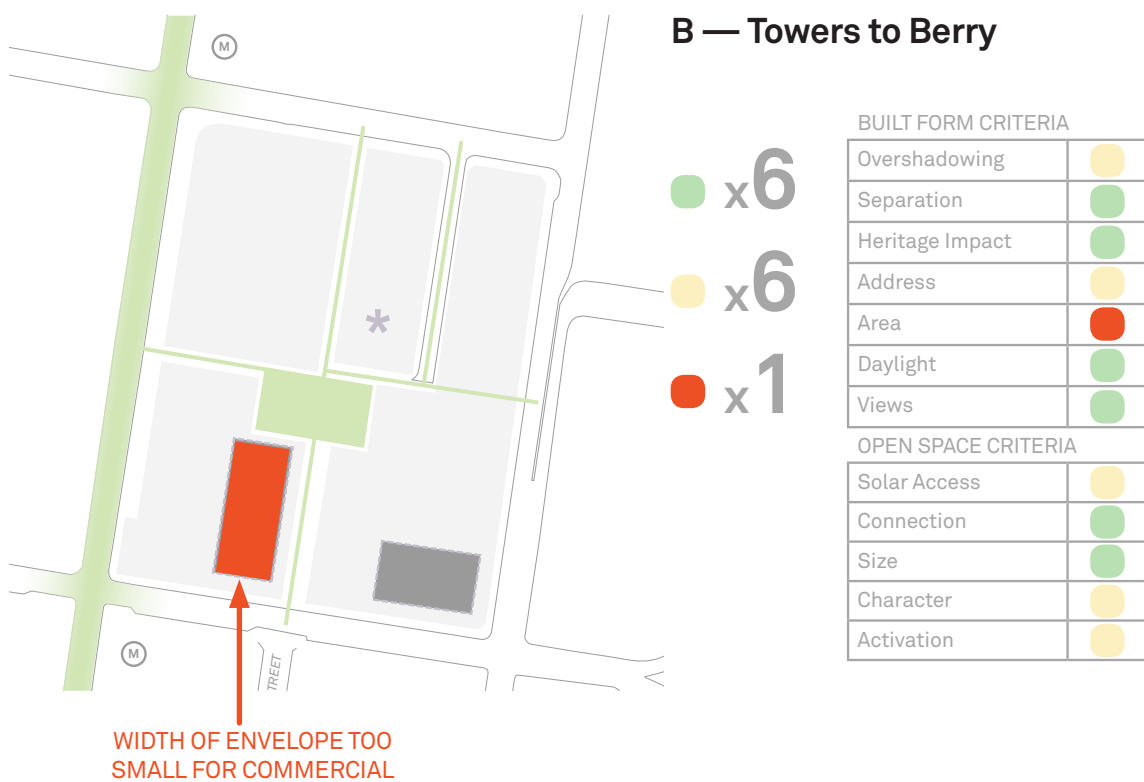 B — Towers to Berry
M
x6
x6
x1
BUILT FORM CRITERIA
Overshadowing
Separation
Heritage Impact
Address
Area
Daylight
Views
OPEN SPACE CRITERIA
Solar Access
Connection
Size
Character
Activation
*
M
TREET
WIDTH OF ENVELOPE TOO
SMALL FOR COMMERCIAL